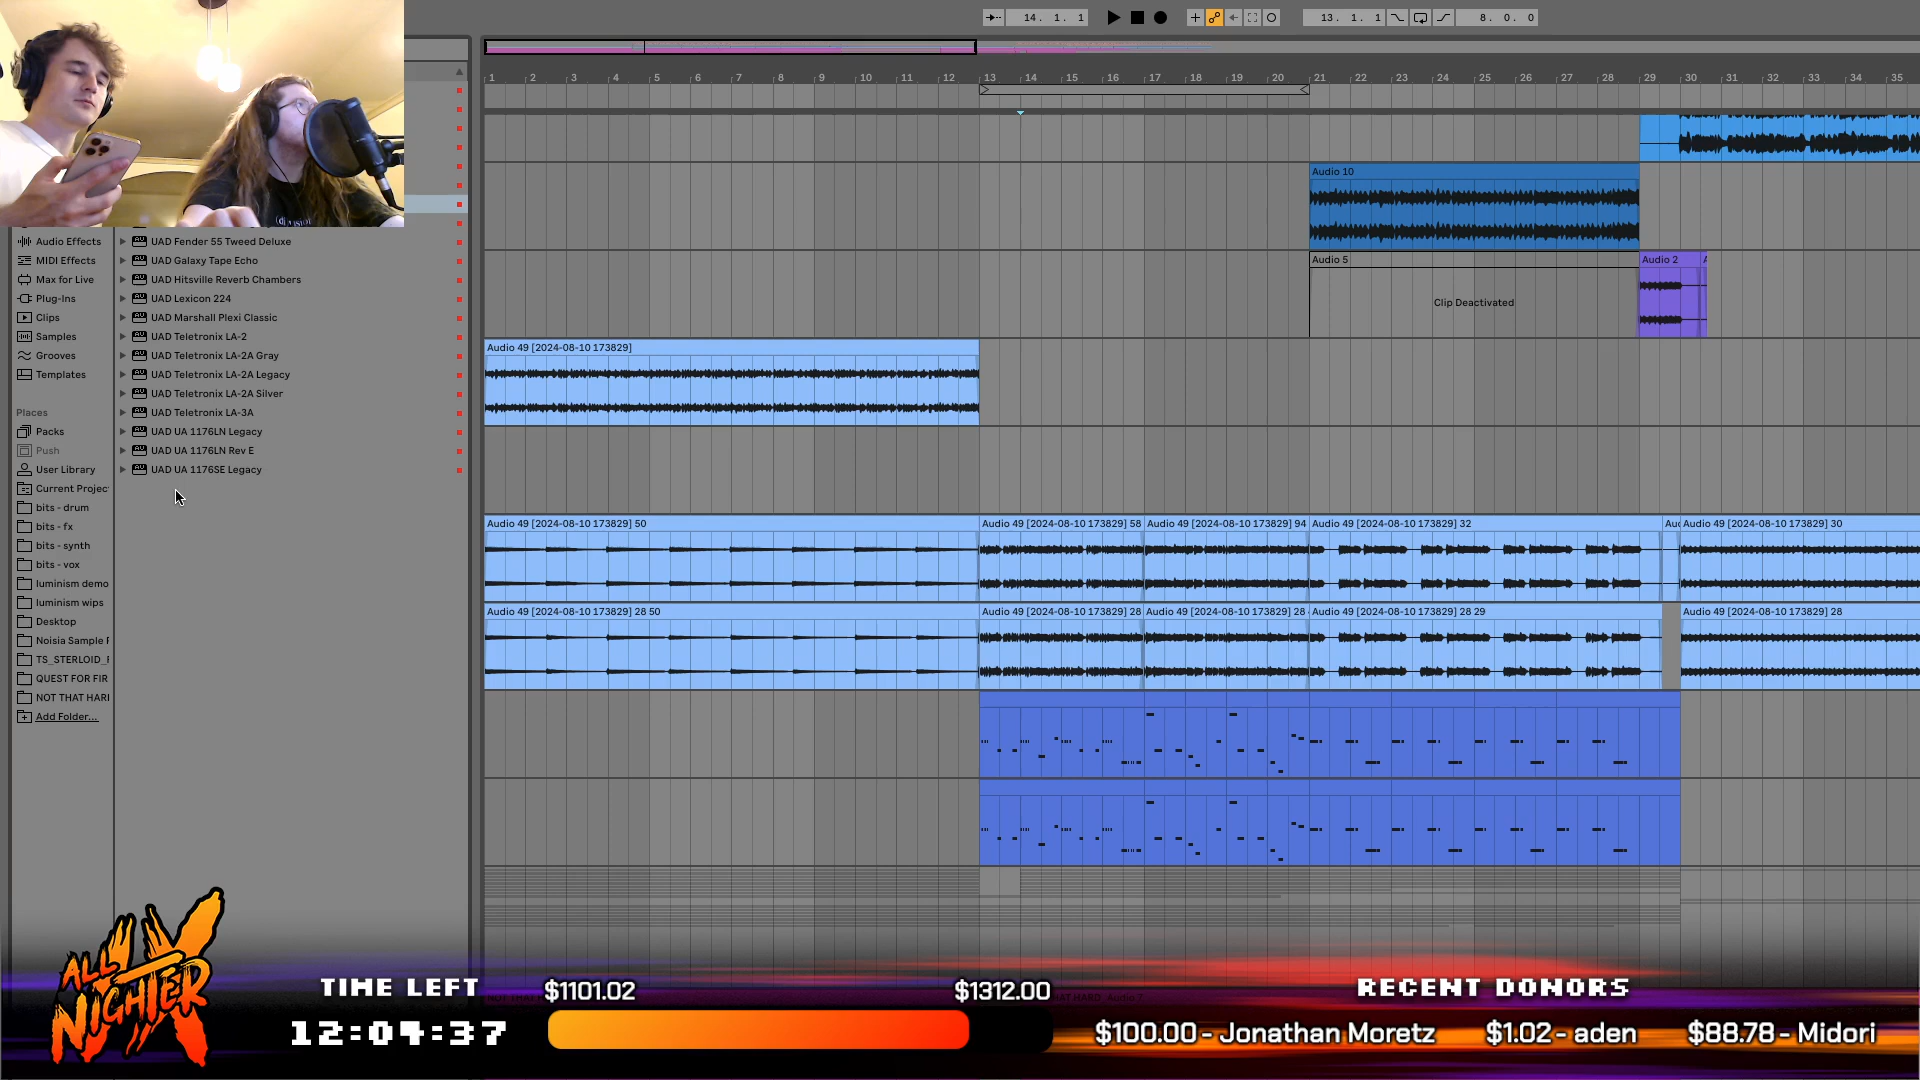 14. 1. 1
13. 1. 1
8. 0. 0
1 2 3 4 5 6 7 8 9 10 11 12 13 14 15 16 17 18 19 20 21 22 23 24 25 26 27 28 29 30 31 32 33 34 35
Audio Effects
MIDI Effects
Max for Live
Plug-Ins
Clips
Samples
Grooves
Templates
Places
Packs
Push
User Library
Current Projec
bits - drum
bits - fx
bits - synth
bits - vox
luminism demo
luminism wips
Desktop
Noisia Sample F
TS_STERLOID_F
QUEST FOR FIR
NOT THAT HARI
Add Folder...
UAD Fender 55 Tweed Deluxe
UAD Galaxy Tape Echo
UAD Hitsville Reverb Chambers
UAD Lexicon 224
UAD Marshall Plexi Classic
UAD Teletronix LA-2
UAD Teletronix LA-2A Gray
UAD Teletronix LA-2A Legacy
UAD Teletronix LA-2A Silver
UAD Teletronix LA-3A
UAD UA 1176LN Legacy
UAD UA 1176LN Rev E
UAD UA 1176SE Legacy
Audio 10
Audio 5
Audio 2
Clip Deactivated
Audio 49 [2024-08-10 173829]
Audio 49 [2024-08-10 173829] 50
Audio 49 [2024-08-10 173829] 58
Audio 49 [2024-08-10 173829] 94
Audio 49 [2024-08-10 173829] 32
Auc
Audio 49 [2024-08-10 173829] 30
Audio 49 [2024-08-10 173829] 28 50
Audio 49 [2024-08-10 173829] 28
Audio 49 [2024-08-10 173829] 28
Audio 49 [2024-08-10 173829] 28 29
Audio 49 [2024-08-10 173829] 28
ALL
NIGHTER
X
TIME LEFT
12:04:37
$1101.02
$1312.00
RECENT DONORS
$100.00 - Jonathan Moretz
$1.02 - aden
$88.78 - Midori